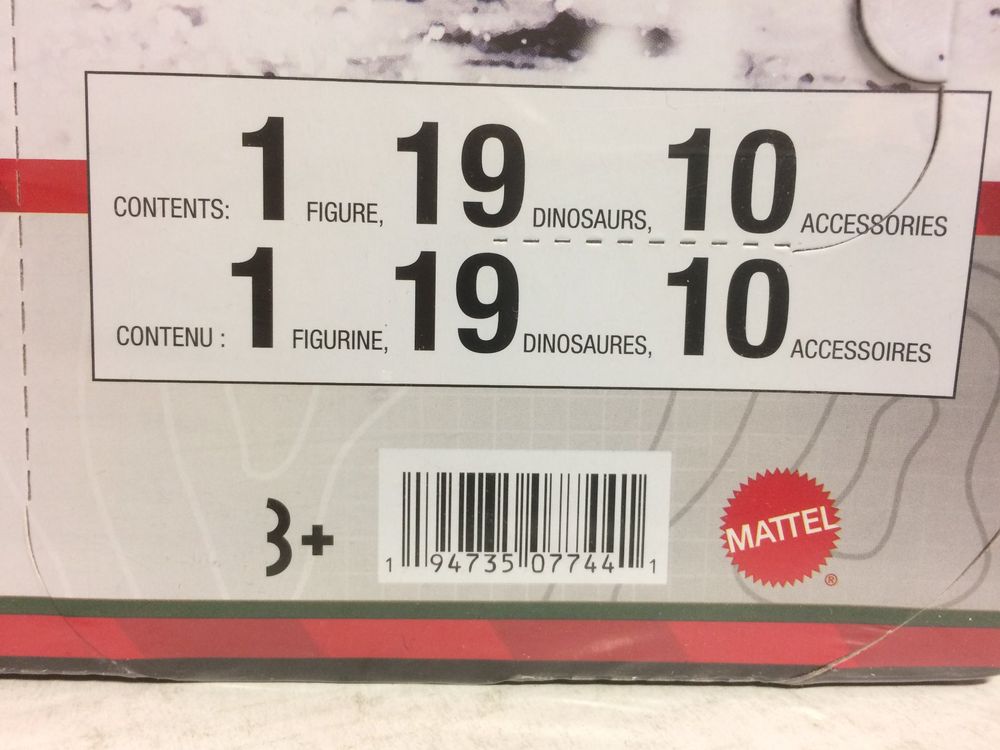 CONTENTS: 1 FIGURE, 19 DINOSAURS, 10 ACCESSORIES
CONTENU : 1 FIGURINE, 19 DINOSAURES, 10 ACCESSOIRES
3+
1 94735 07744 1
MATTEL®